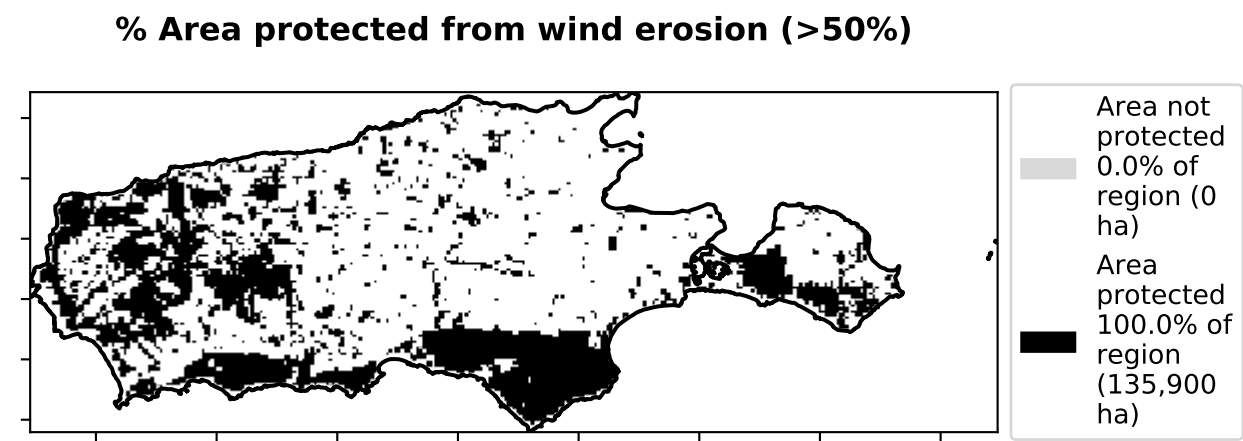 % Area protected from wind erosion (>50%)
Area not
protected
0.0% of
region (0
ha)
Area
protected
100.0% of
region
(135,900
ha)